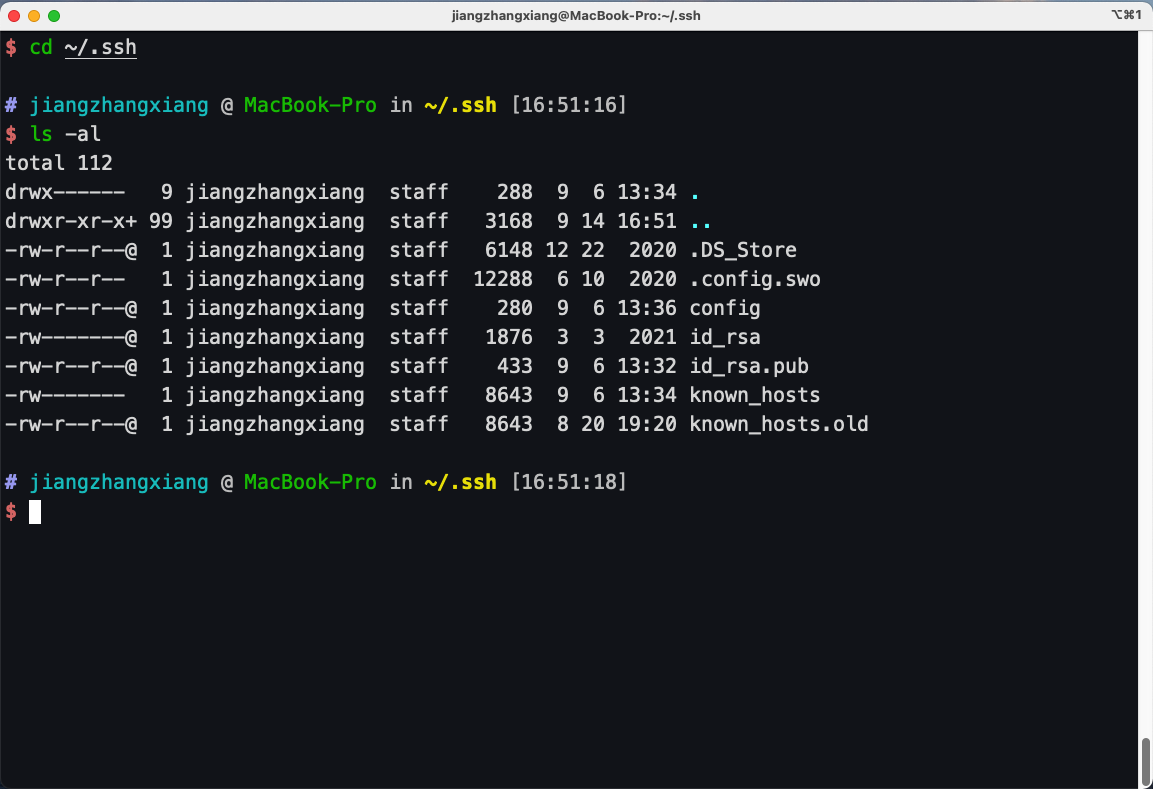 jiangzhangxiang@MacBook-Pro:~/.ssh ⌥⌘1
$ cd ~/.ssh
# jiangzhangxiang @ MacBook-Pro in ~/.ssh [16:51:16]
$ ls -al
total 112
drwx------   9 jiangzhangxiang  staff    288  9  6 13:34 .
drwxr-xr-x+ 99 jiangzhangxiang  staff   3168  9 14 16:51 ..
-rw-r--r--@  1 jiangzhangxiang  staff   6148 12 22  2020 .DS_Store
-rw-r--r--   1 jiangzhangxiang  staff  12288  6 10  2020 .config.swo
-rw-r--r--@  1 jiangzhangxiang  staff    280  9  6 13:36 config
-rw-------@  1 jiangzhangxiang  staff   1876  3  3  2021 id_rsa
-rw-r--r--@  1 jiangzhangxiang  staff    433  9  6 13:32 id_rsa.pub
-rw-------   1 jiangzhangxiang  staff   8643  9  6 13:34 known_hosts
-rw-r--r--@  1 jiangzhangxiang  staff   8643  8 20 19:20 known_hosts.old
# jiangzhangxiang @ MacBook-Pro in ~/.ssh [16:51:18]
$